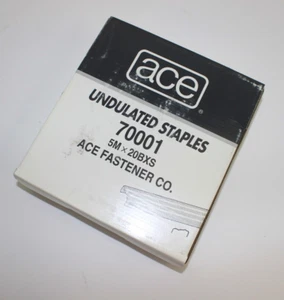 ace
UNDULATED STAPLES
70001
5M x 20BXS
ACE FASTENER CO.